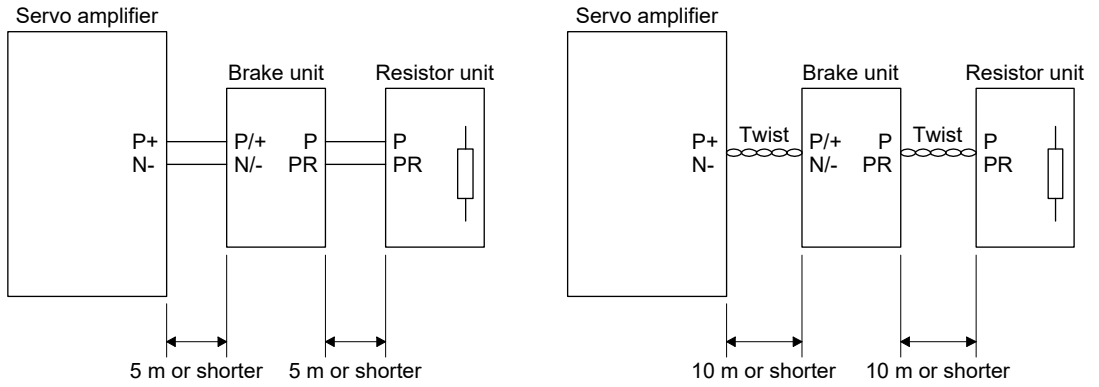 Servo amplifier
Brake unit
Resistor unit
P+
P/+
P
P
N-
N/-
PR
PR
5 m or shorter
5 m or shorter
Servo amplifier
Brake unit
Resistor unit
P+
Twist
P/+
P
Twist
P
N-
N/-
PR
PR
10 m or shorter
10 m or shorter